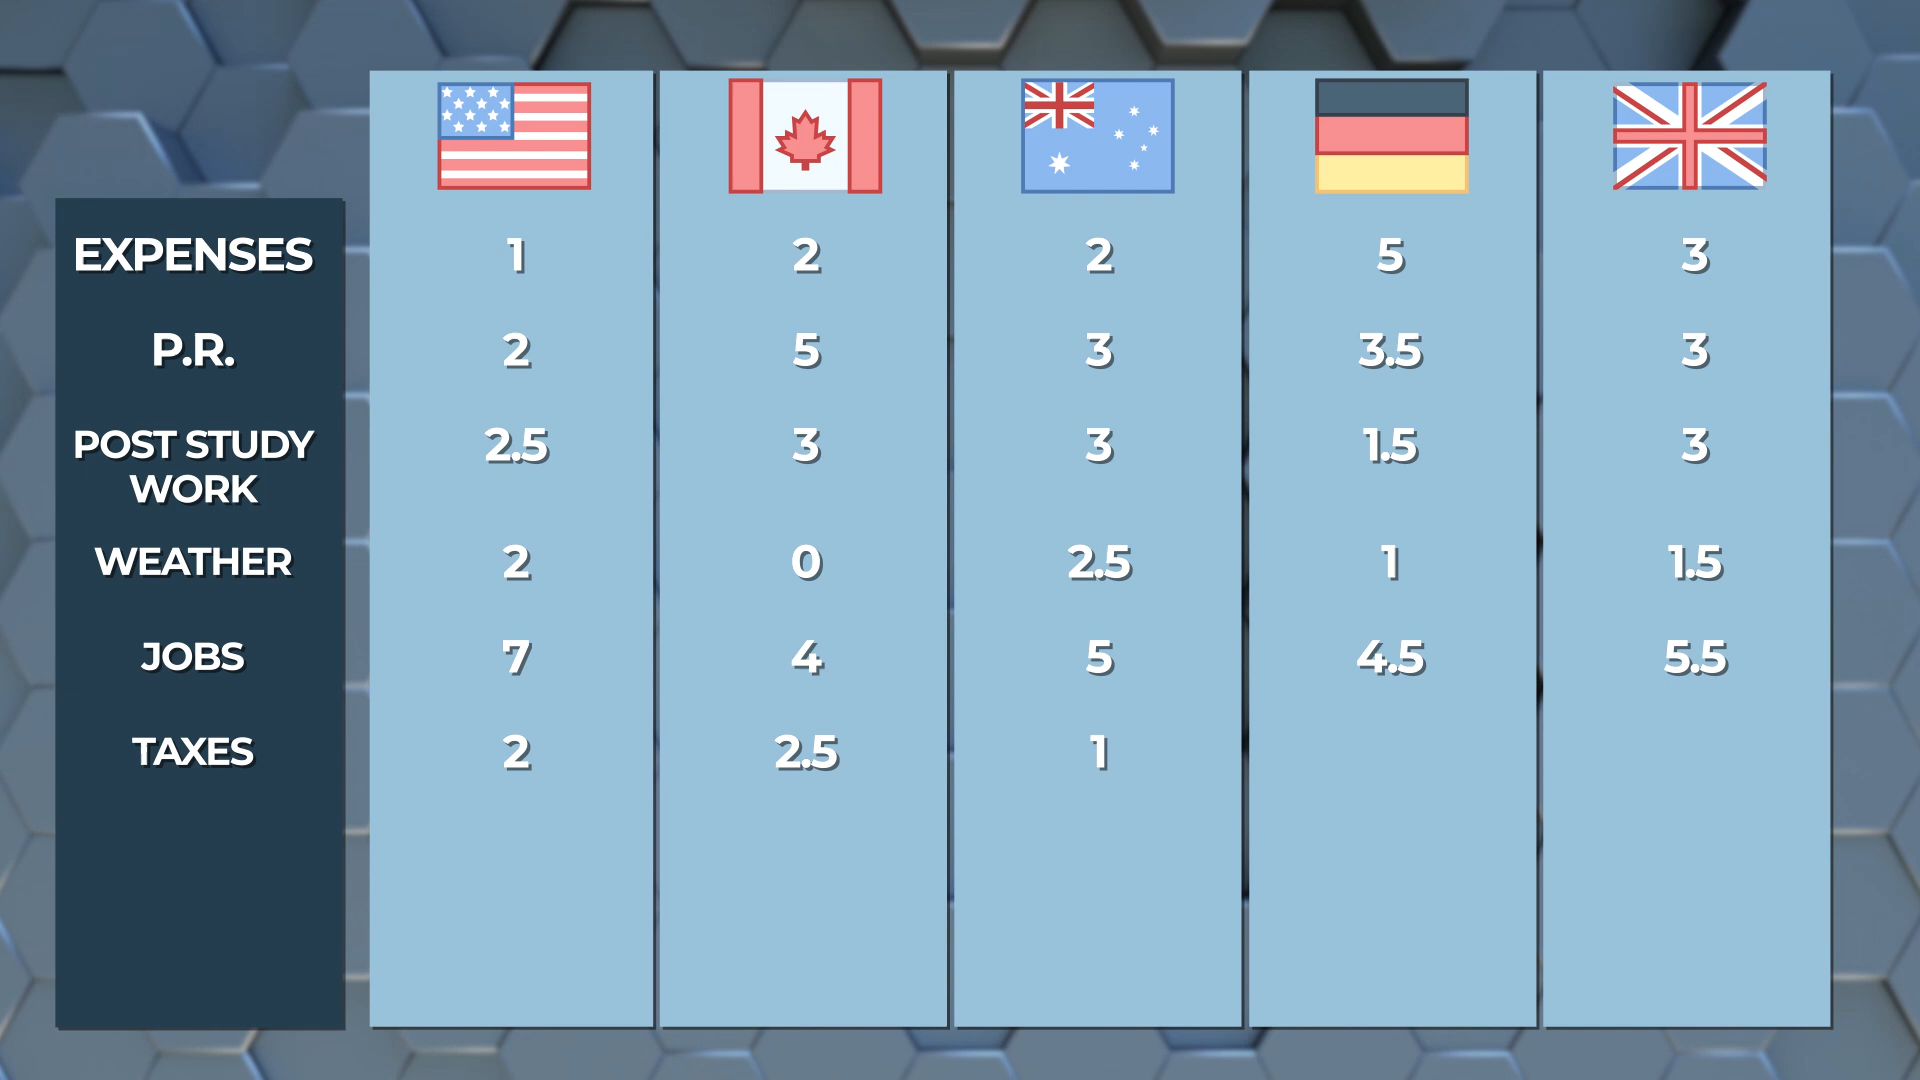 EXPENSES 1 2 2 5 3
P.R. 2 5 3 3.5 3
POST STUDY 2.5 3 3 1.5 3
WORK
WEATHER 2 0 2.5 1 1.5
JOBS 7 4 5 4.5 5.5
TAXES 2 2.5 1